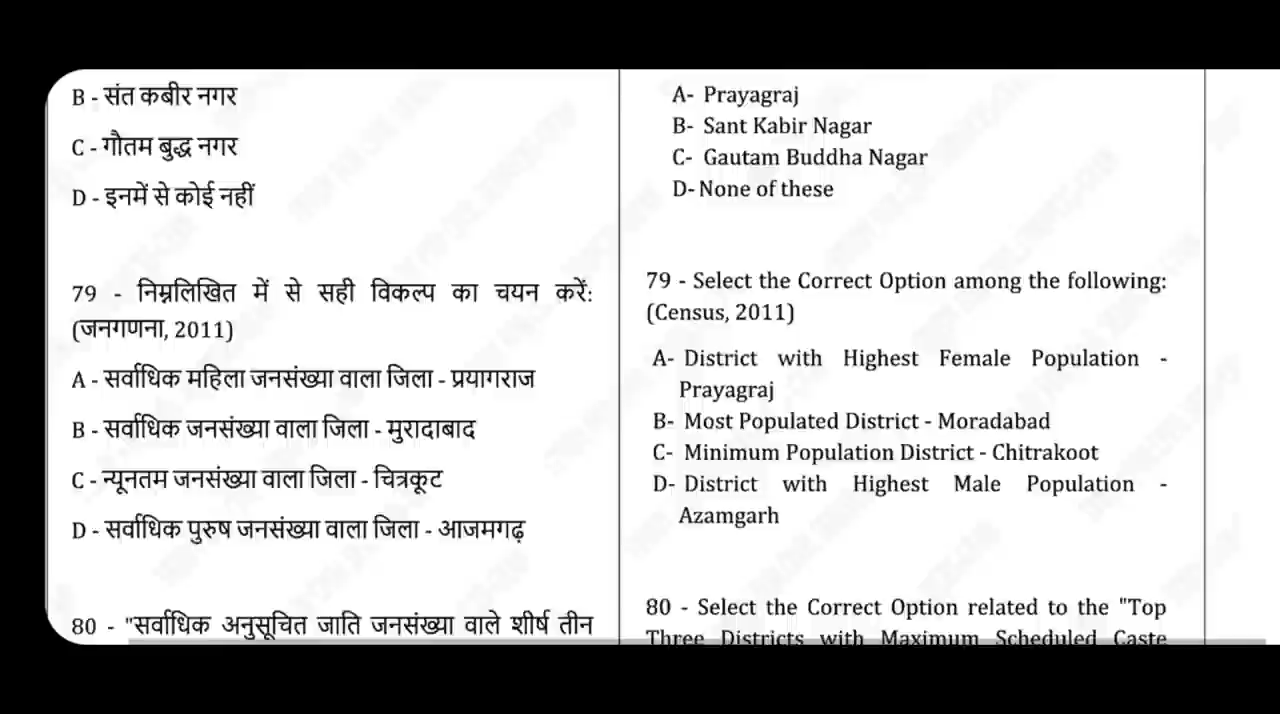 B - संत कबीर नगर
C - गौतम बुद्ध नगर
D - इनमें से कोई नहीं
79 - निम्नलिखित में से सही विकल्प का चयन करें:
(जनगणना, 2011)
A - सर्वाधिक महिला जनसंख्या वाला जिला - प्रयागराज
B - सर्वाधिक जनसंख्या वाला जिला - मुरादाबाद
C - न्यूनतम जनसंख्या वाला जिला - चित्रकूट
D - सर्वाधिक पुरुष जनसंख्या वाला जिला - आजमगढ़
80 - "सर्वाधिक अनुसूचित जाति जनसंख्या वाले शीर्ष तीन
A- Prayagraj
B- Sant Kabir Nagar
C- Gautam Buddha Nagar
D- None of these
79 - Select the Correct Option among the following:
(Census, 2011)
A- District with Highest Female Population -
Prayagraj
B- Most Populated District - Moradabad
C- Minimum Population District - Chitrakoot
D- District with Highest Male Population -
Azamgarh
80 - Select the Correct Option related to the "Top
Three Districts with Maximum Scheduled Caste